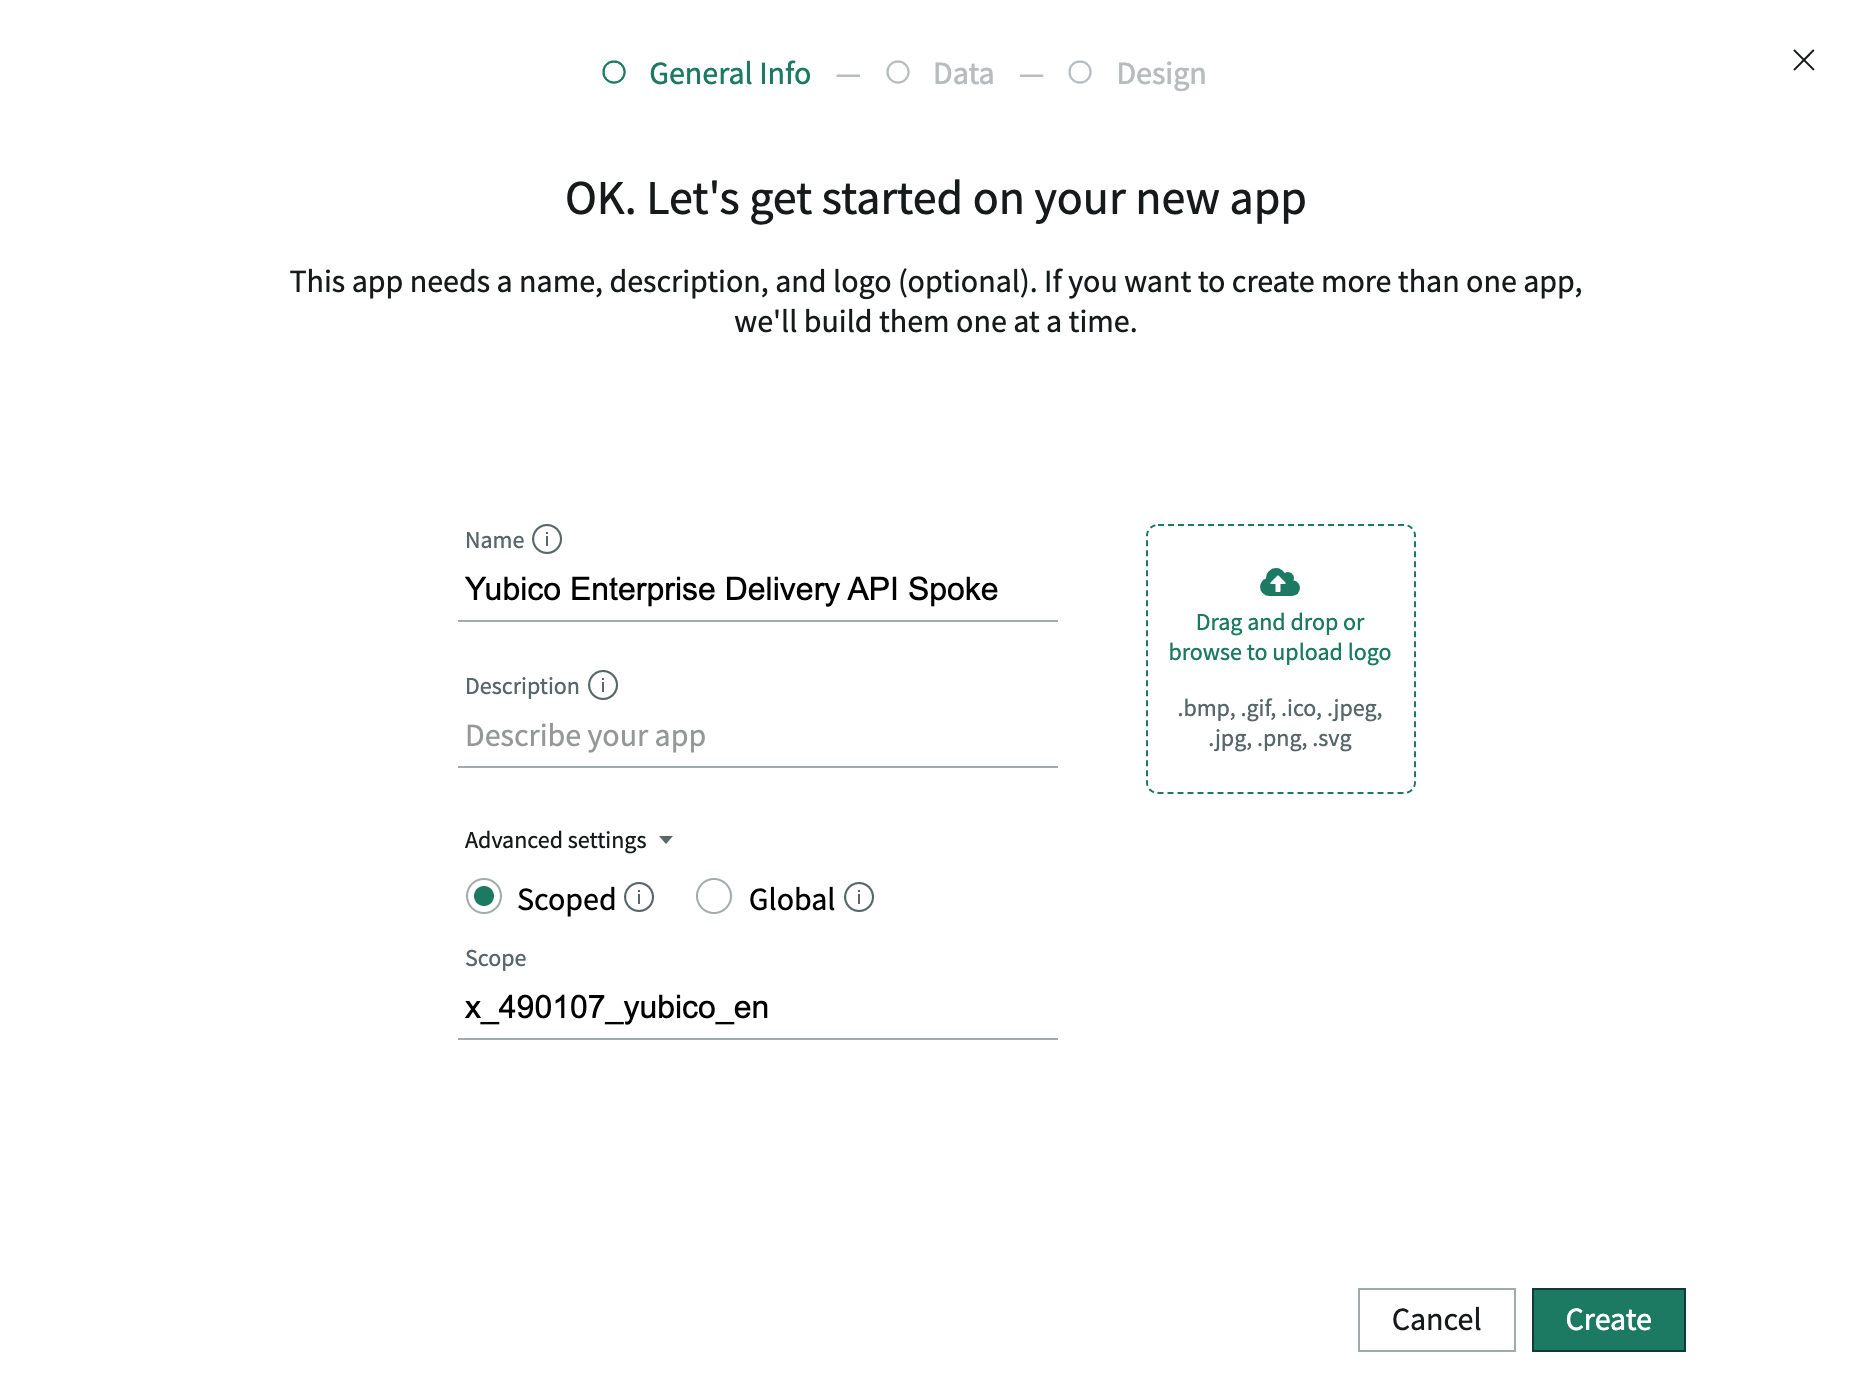 General Info — Data — Design
OK. Let's get started on your new app
This app needs a name, description, and logo (optional). If you want to create more than one app,
we'll build them one at a time.
Name
Yubico Enterprise Delivery API Spoke
Description
Describe your app
Drag and drop or
browse to upload logo
.bmp, .gif, .ico, .jpeg,
.jpg, .png, .svg
Advanced settings
Scoped Global
Scope
x_490107_yubico_en
Cancel Create